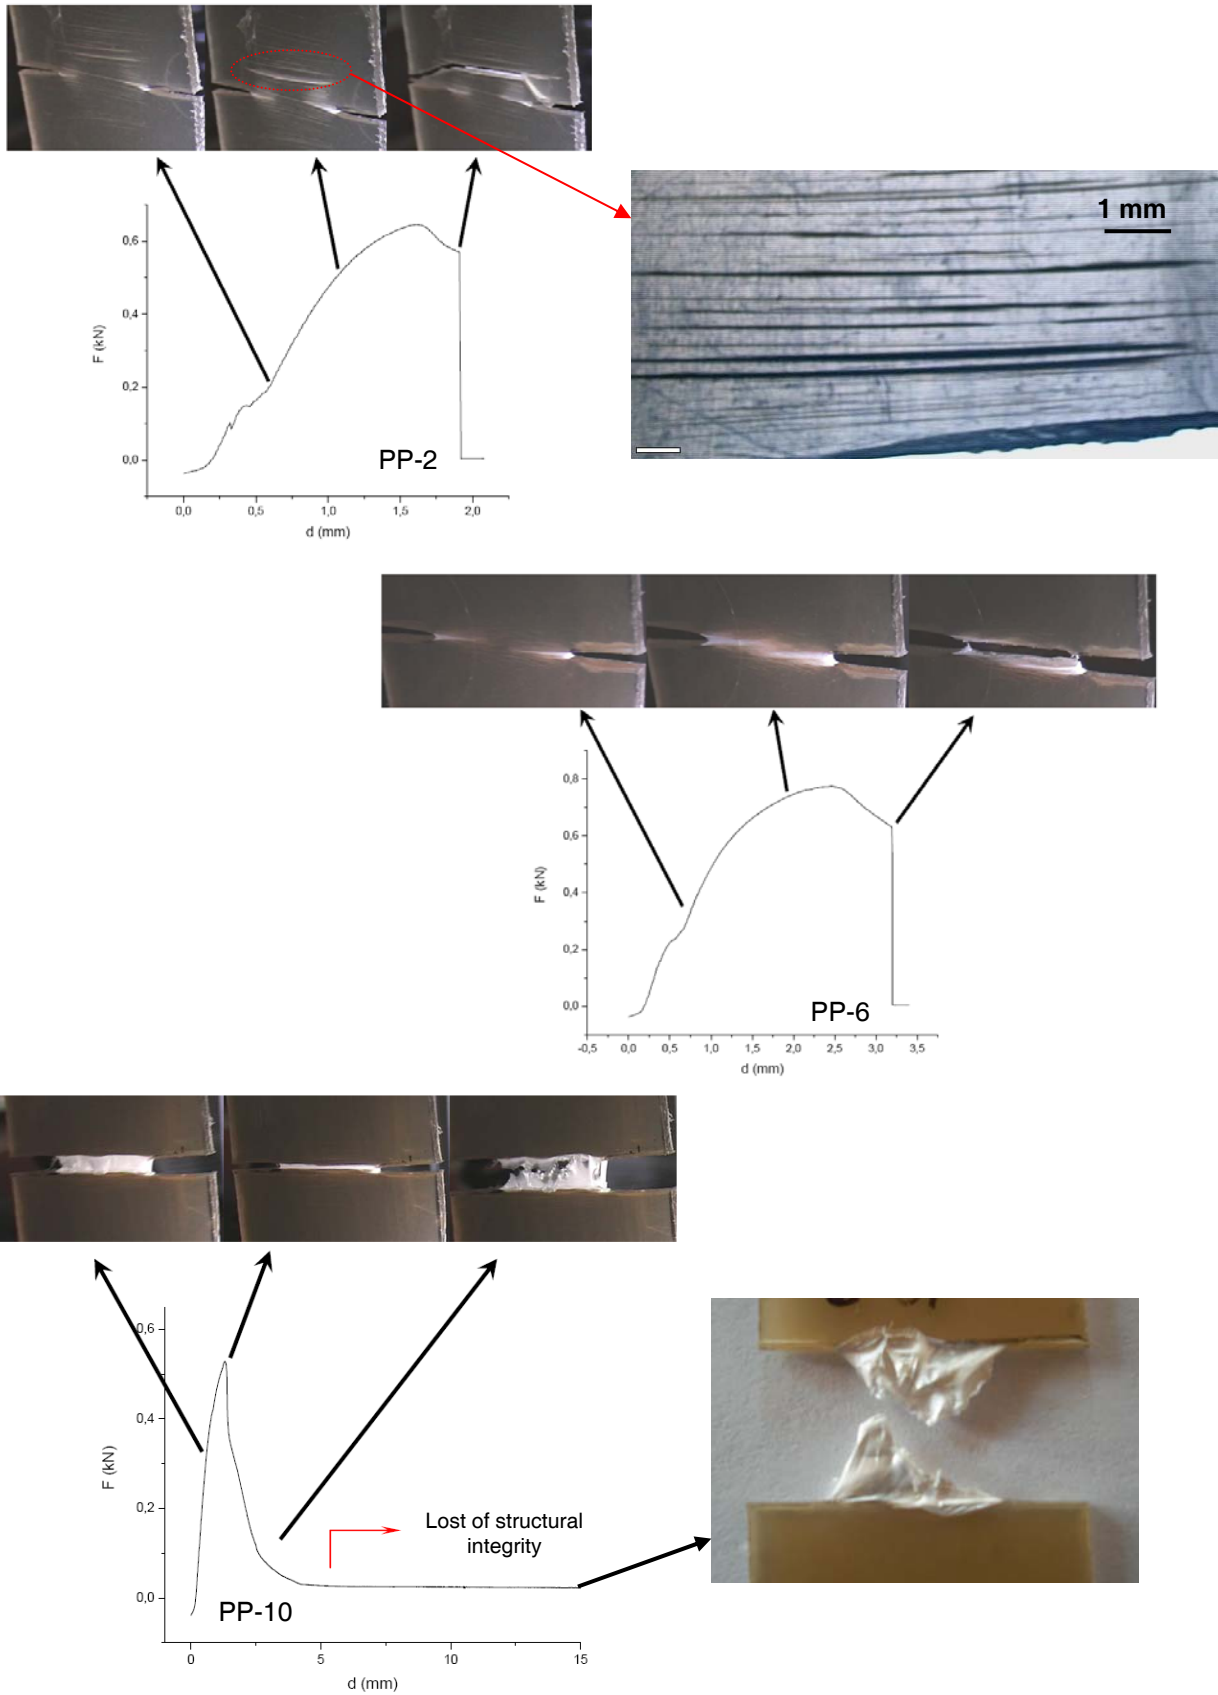 1 mm
F (kN)
0,6
0,4
0,2
0,0
PP-2
0,0 0,5 1,0 1,5 2,0
d (mm)
F (kN)
0,8
0,6
0,4
0,2
0,0
PP-6
-0,5 0,0 0,5 1,0 1,5 2,0 2,5 3,0 3,5
d (mm)
F (kN)
0,6
0,4
0,2
0,0
Lost of structural
integrity
PP-10
0 5 10 15
d (mm)